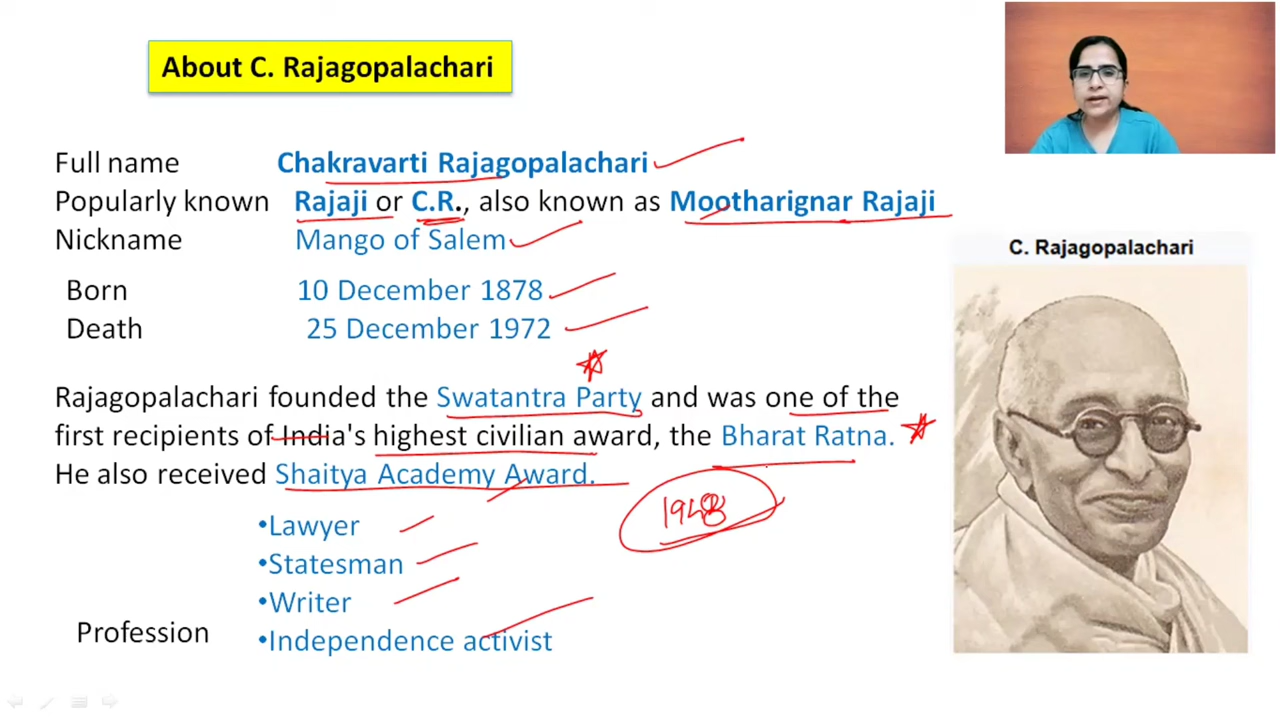 About C. Rajagopalachari
Full name Chakravarti Rajagopalachari
Popularly known Rajaji or C.R., also known as Mootharignar Rajaji
Nickname Mango of Salem
Born 10 December 1878
Death 25 December 1972
C. Rajagopalachari
Rajagopalachari founded the Swatantra Party and was one of the
first recipients of India's highest civilian award, the Bharat Ratna.
He also received Shaitya Academy Award.
1948
•Lawyer
•Statesman
•Writer
Profession
•Independence activist